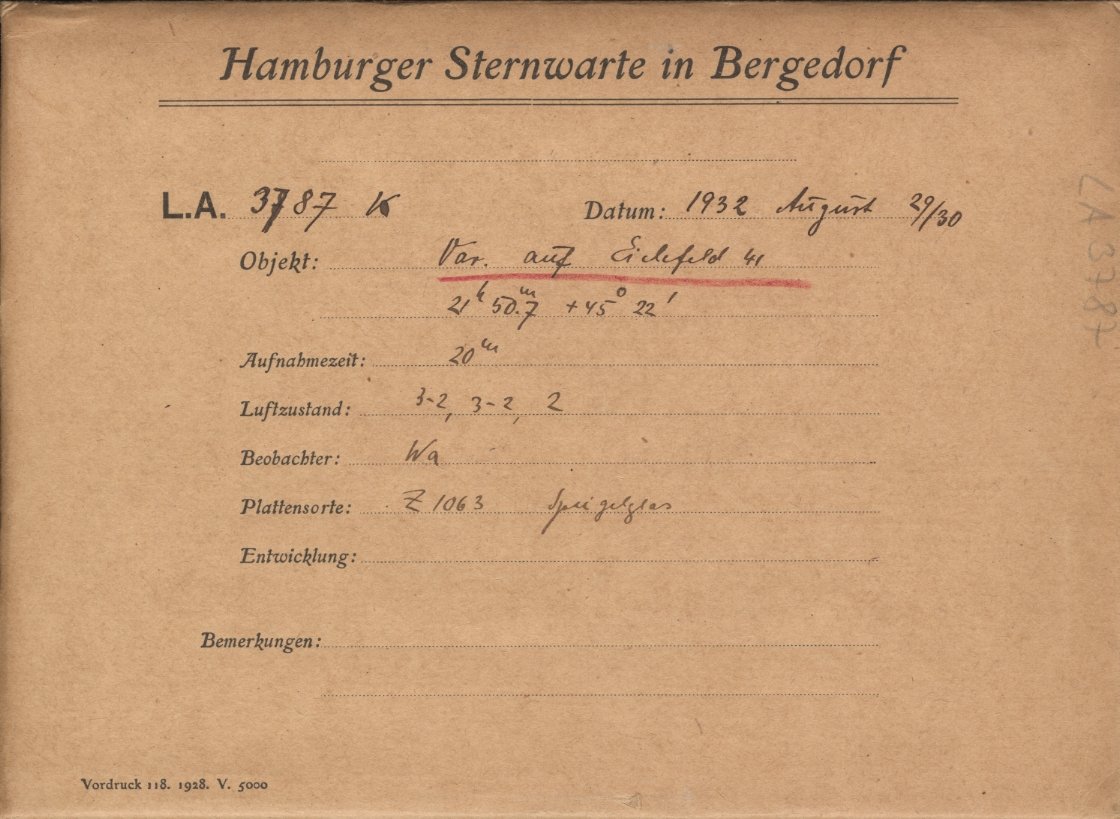 Hamburger Sternwarte in Bergedorf
L.A. 3787 K Datum: 1932 August 29/30
Objekt: Var. auf Eichfeld 41
21h 50.m7 +45° 22'
Aufnahmezeit: 20m
Luftzustand: 3-2, 3-2, 2
Beobachter: Wa
Plattensorte: Z 1063 Spiegelglas
Entwicklung:
Bemerkungen:
Vordruck 118. 1928. V. 5000
LA 3787